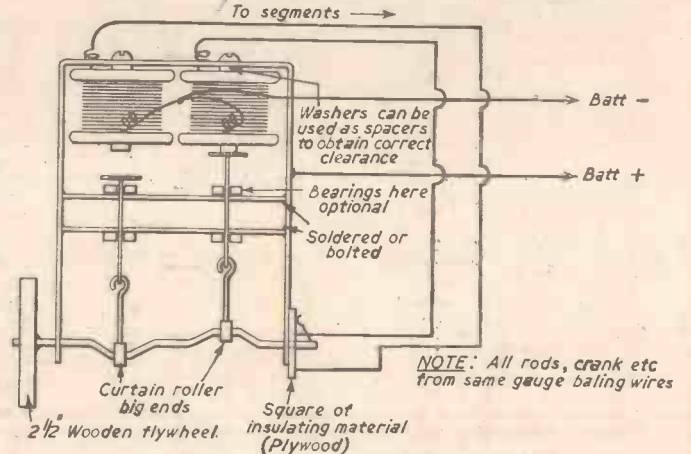 To segments
Washers can be
used as spacers
to obtain correct
clearance
Batt -
Batt +
Bearings here
optional
Soldered or
bolted
NOTE: All rods, crank etc
from same gauge baling wires
Curtain roller
big ends
2 1/2" Wooden flywheel.
Square of
insulating material
(Plywood)